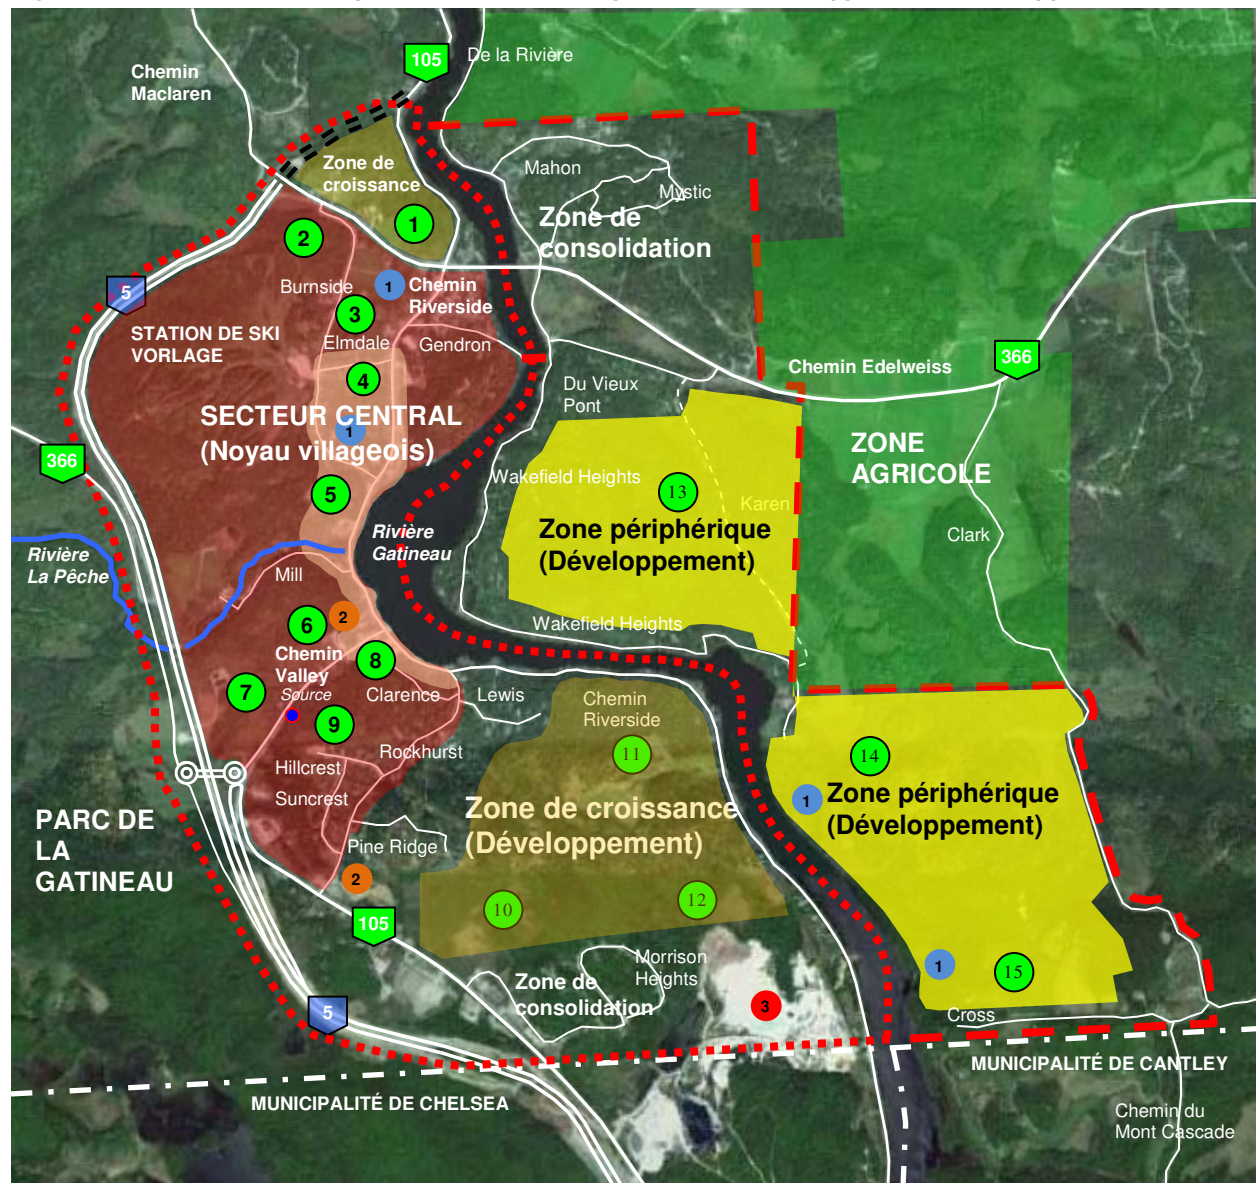 105
De la Rivière
Chemin
Maclaren
Zone de
croissance
Mahon
Mystic
1
2
Zone de
consolidation
5
Burnside
1
Chemin
Riverside
3
STATION DE SKI
VORLAGE
Elmdale
Gendron
4
Chemin Edelweiss
366
Du Vieux
Pont
SECTEUR CENTRAL
(Noyau villageois)
1
366
ZONE
AGRICOLE
Wakefield Heights
13
Karen
5
Zone périphérique
(Développement)
Rivière
Gatineau
Clark
Rivière
La Pêche
Mill
6
2
Wakefield Heights
Chemin
Valley
8
7
Source
Clarence
Lewis
Chemin
Riverside
9
11
14
Rockhurst
Hillcrest
Suncrest
1
Zone périphérique
(Développement)
Zone de croissance
(Développement)
PARC DE
LA
GATINEAU
Pine Ridge
2
10
12
105
Morrison
Heights
Zone de
consolidation
1
15
3
5
Cross
MUNICIPALITÉ DE CANTLEY
MUNICIPALITÉ DE CHELSEA
Chemin du
Mont Cascade